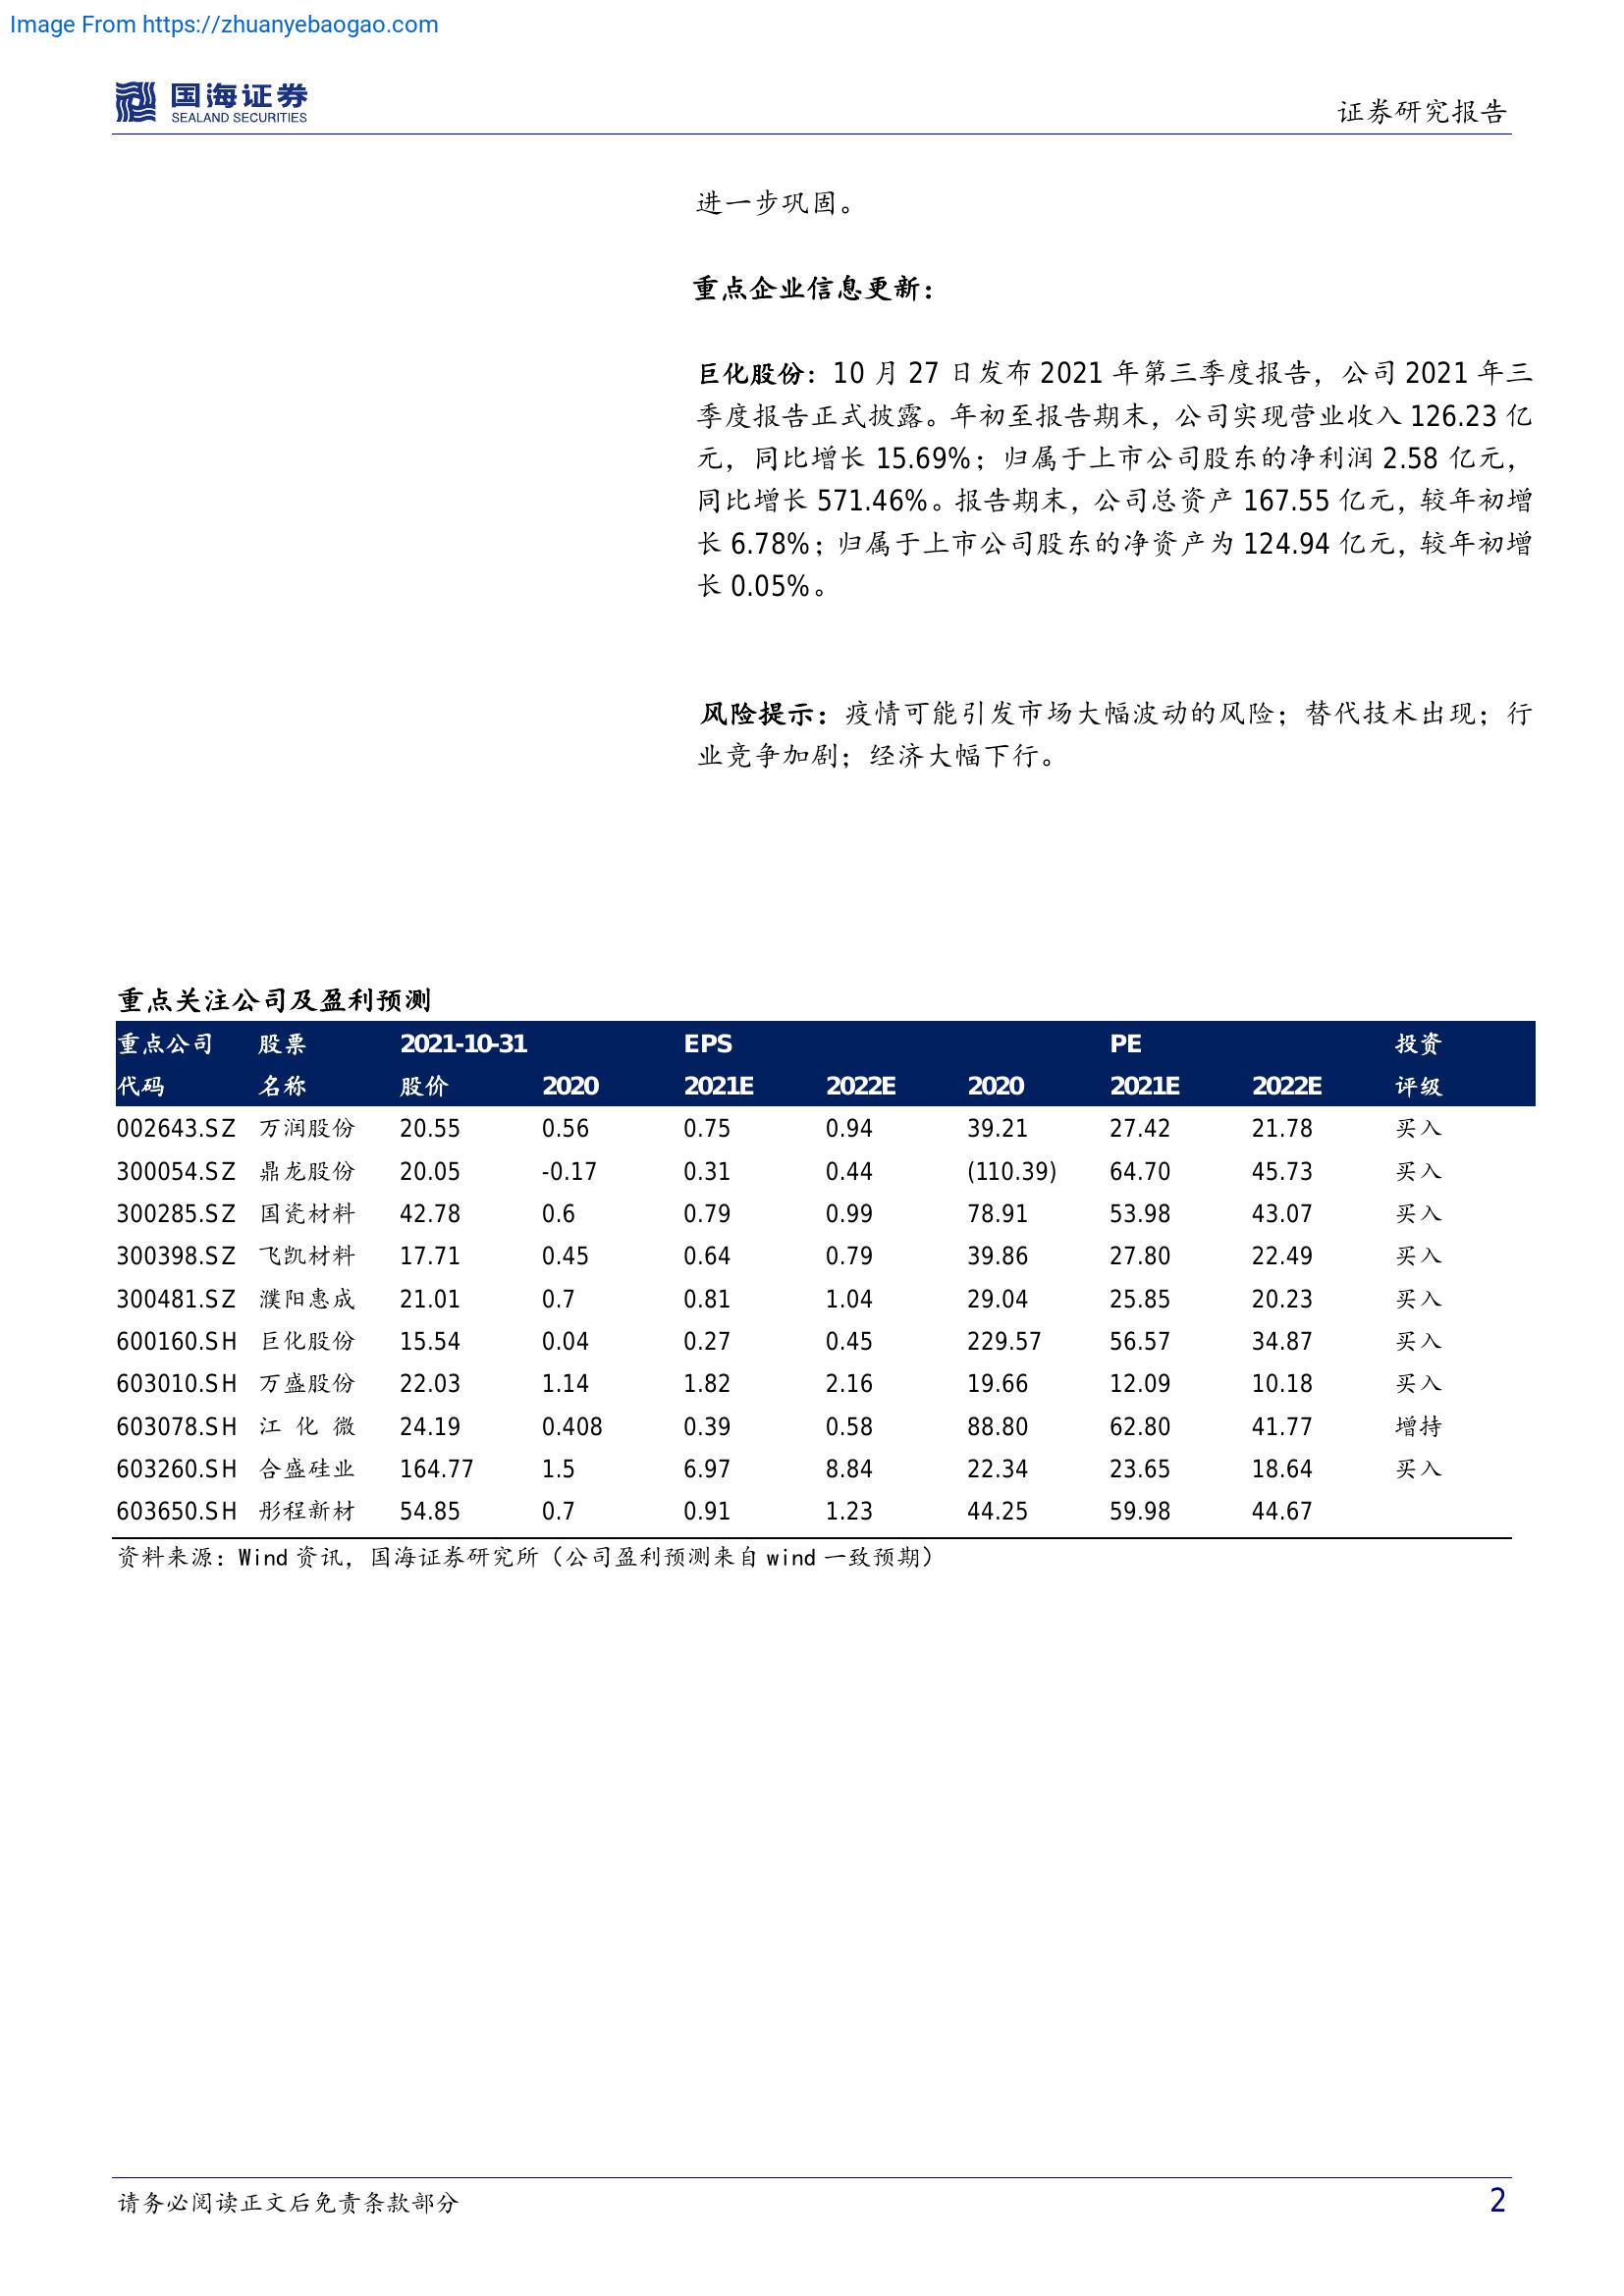 Image From https://zhuanyebaogao.com
国海证券
SEALAND SECURITIES
证券研究报告
进一步巩固。
重点企业信息更新：
巨化股份：10 月 27 日发布 2021 年第三季度报告，公司 2021 年三
季度报告正式披露。年初至报告期末，公司实现营业收入 126.23 亿
元，同比增长 15.69%；归属于上市公司股东的净利润 2.58 亿元，
同比增长 571.46%。报告期末，公司总资产 167.55 亿元，较年初增
长 6.78%；归属于上市公司股东的净资产为 124.94 亿元，较年初增
长 0.05%。
风险提示：疫情可能引发市场大幅波动的风险；替代技术出现；行
业竞争加剧；经济大幅下行。
重点关注公司及盈利预测
重点公司 股票 2021-10-31 EPS PE 投资
代码 名称 股价 2020 2021E 2022E 2020 2021E 2022E 评级
002643.SZ 万润股份 20.55 0.56 0.75 0.94 39.21 27.42 21.78 买入
300054.SZ 鼎龙股份 20.05 -0.17 0.31 0.44 (110.39) 64.70 45.73 买入
300285.SZ 国瓷材料 42.78 0.6 0.79 0.99 78.91 53.98 43.07 买入
300398.SZ 飞凯材料 17.71 0.45 0.64 0.79 39.86 27.80 22.49 买入
300481.SZ 濮阳惠成 21.01 0.7 0.81 1.04 29.04 25.85 20.23 买入
600160.SH 巨化股份 15.54 0.04 0.27 0.45 229.57 56.57 34.87 买入
603010.SH 万盛股份 22.03 1.14 1.82 2.16 19.66 12.09 10.18 买入
603078.SH 江 化 微 24.19 0.408 0.39 0.58 88.80 62.80 41.77 增持
603260.SH 合盛硅业 164.77 1.5 6.97 8.84 22.34 23.65 18.64 买入
603650.SH 彤程新材 54.85 0.7 0.91 1.23 44.25 59.98 44.67
资料来源：Wind 资讯，国海证券研究所（公司盈利预测来自 wind 一致预期）
请务必阅读正文后免责条款部分
2